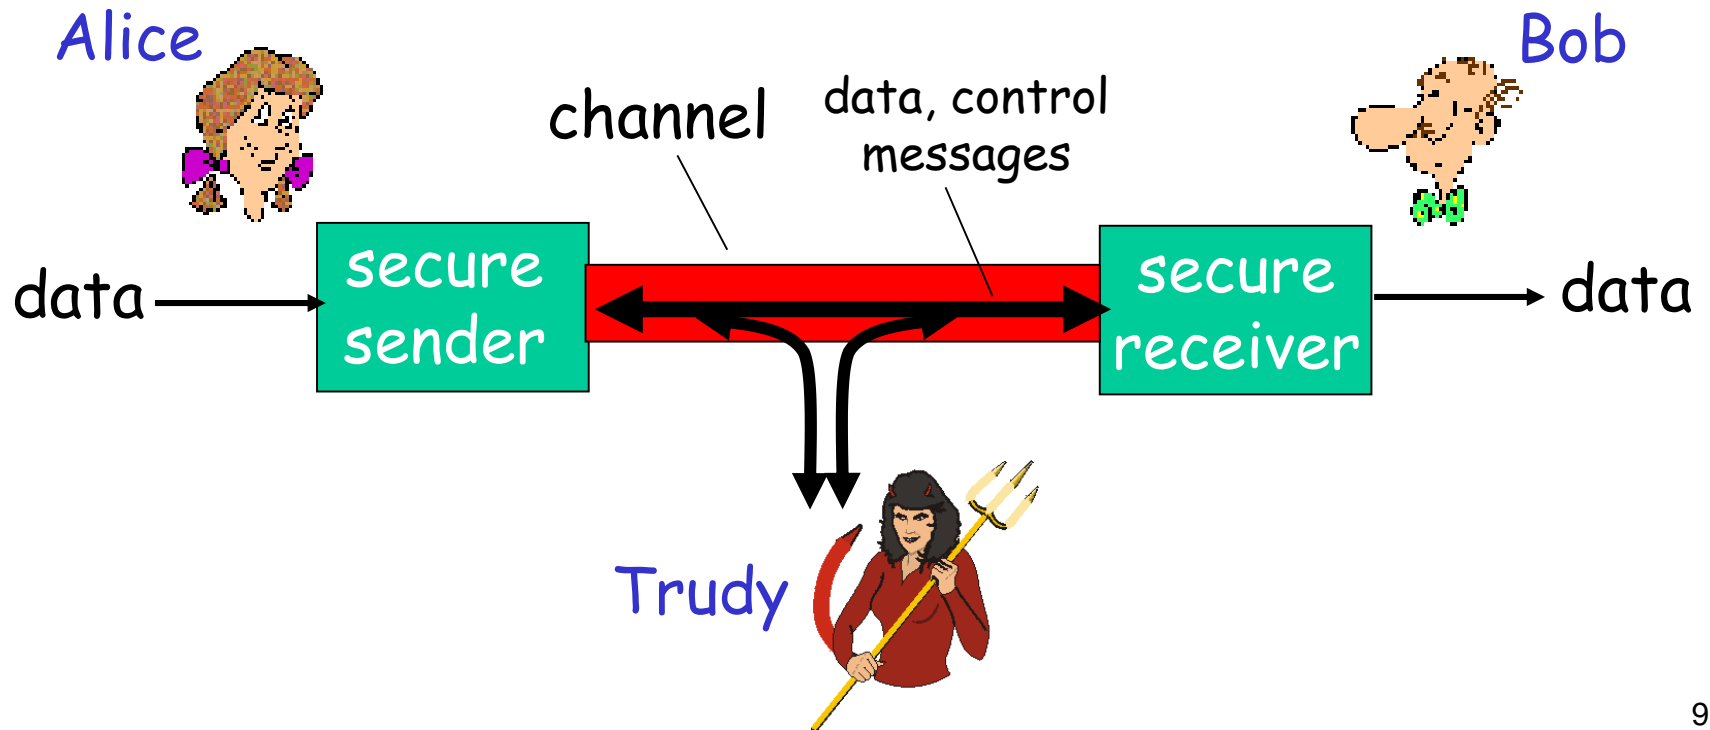 Alice
Bob
channel
data, control
messages
data
secure
sender
secure
receiver
data
Trudy
9